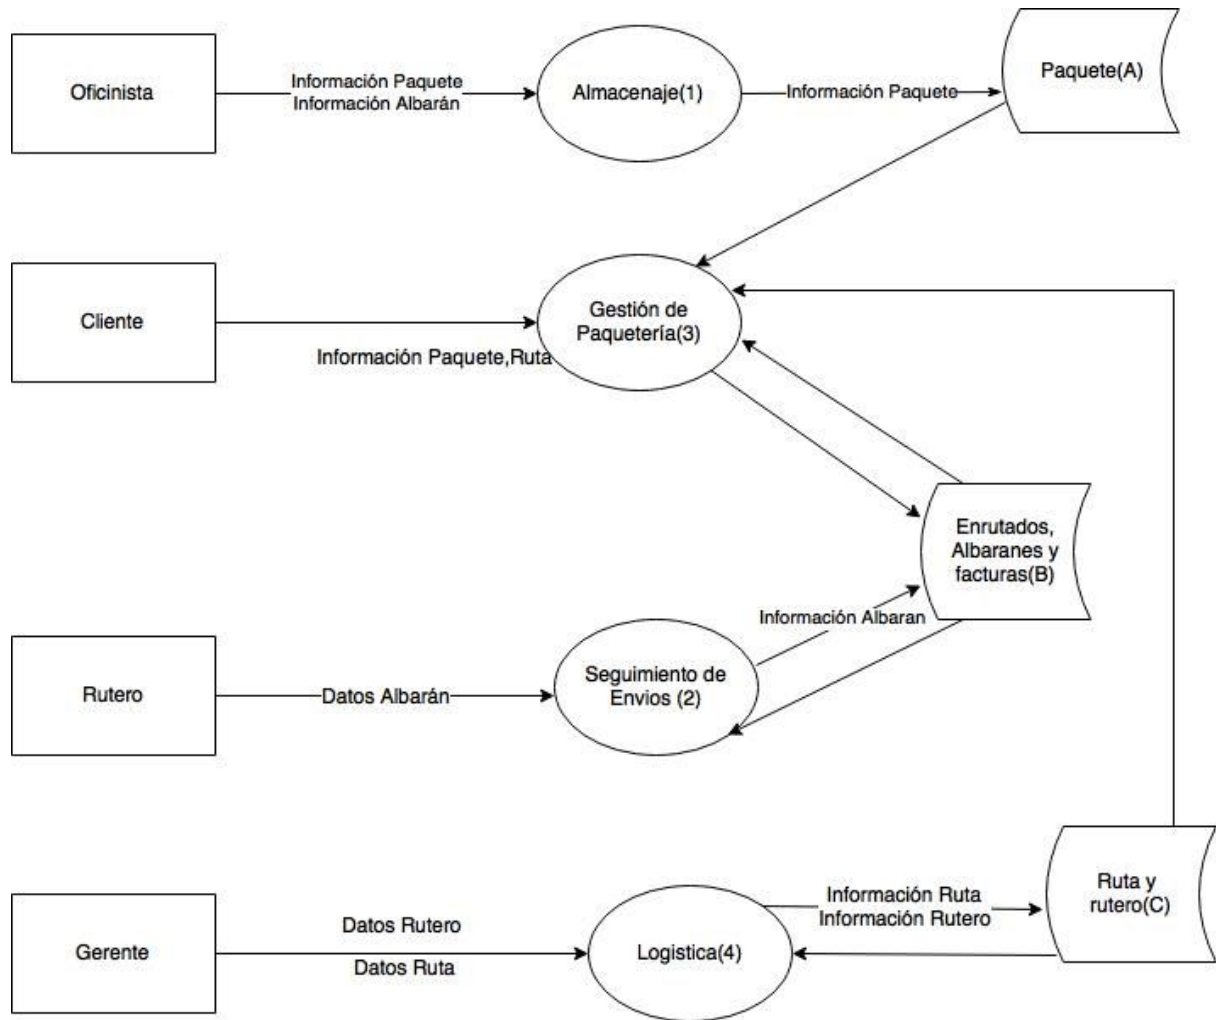 Oficinista
Información Paquete
Información Albarán
Almacenaje(1)
Información Paquete
Paquete(A)
Cliente
Información Paquete,Ruta
Gestión de
Paquetería(3)
Enrutados,
Albaranes y
facturas(B)
Información Albaran
Rutero
Datos Albarán
Seguimiento de
Envios (2)
Gerente
Datos Rutero
Datos Ruta
Logistica(4)
Información Ruta
Información Rutero
Ruta y
rutero(C)